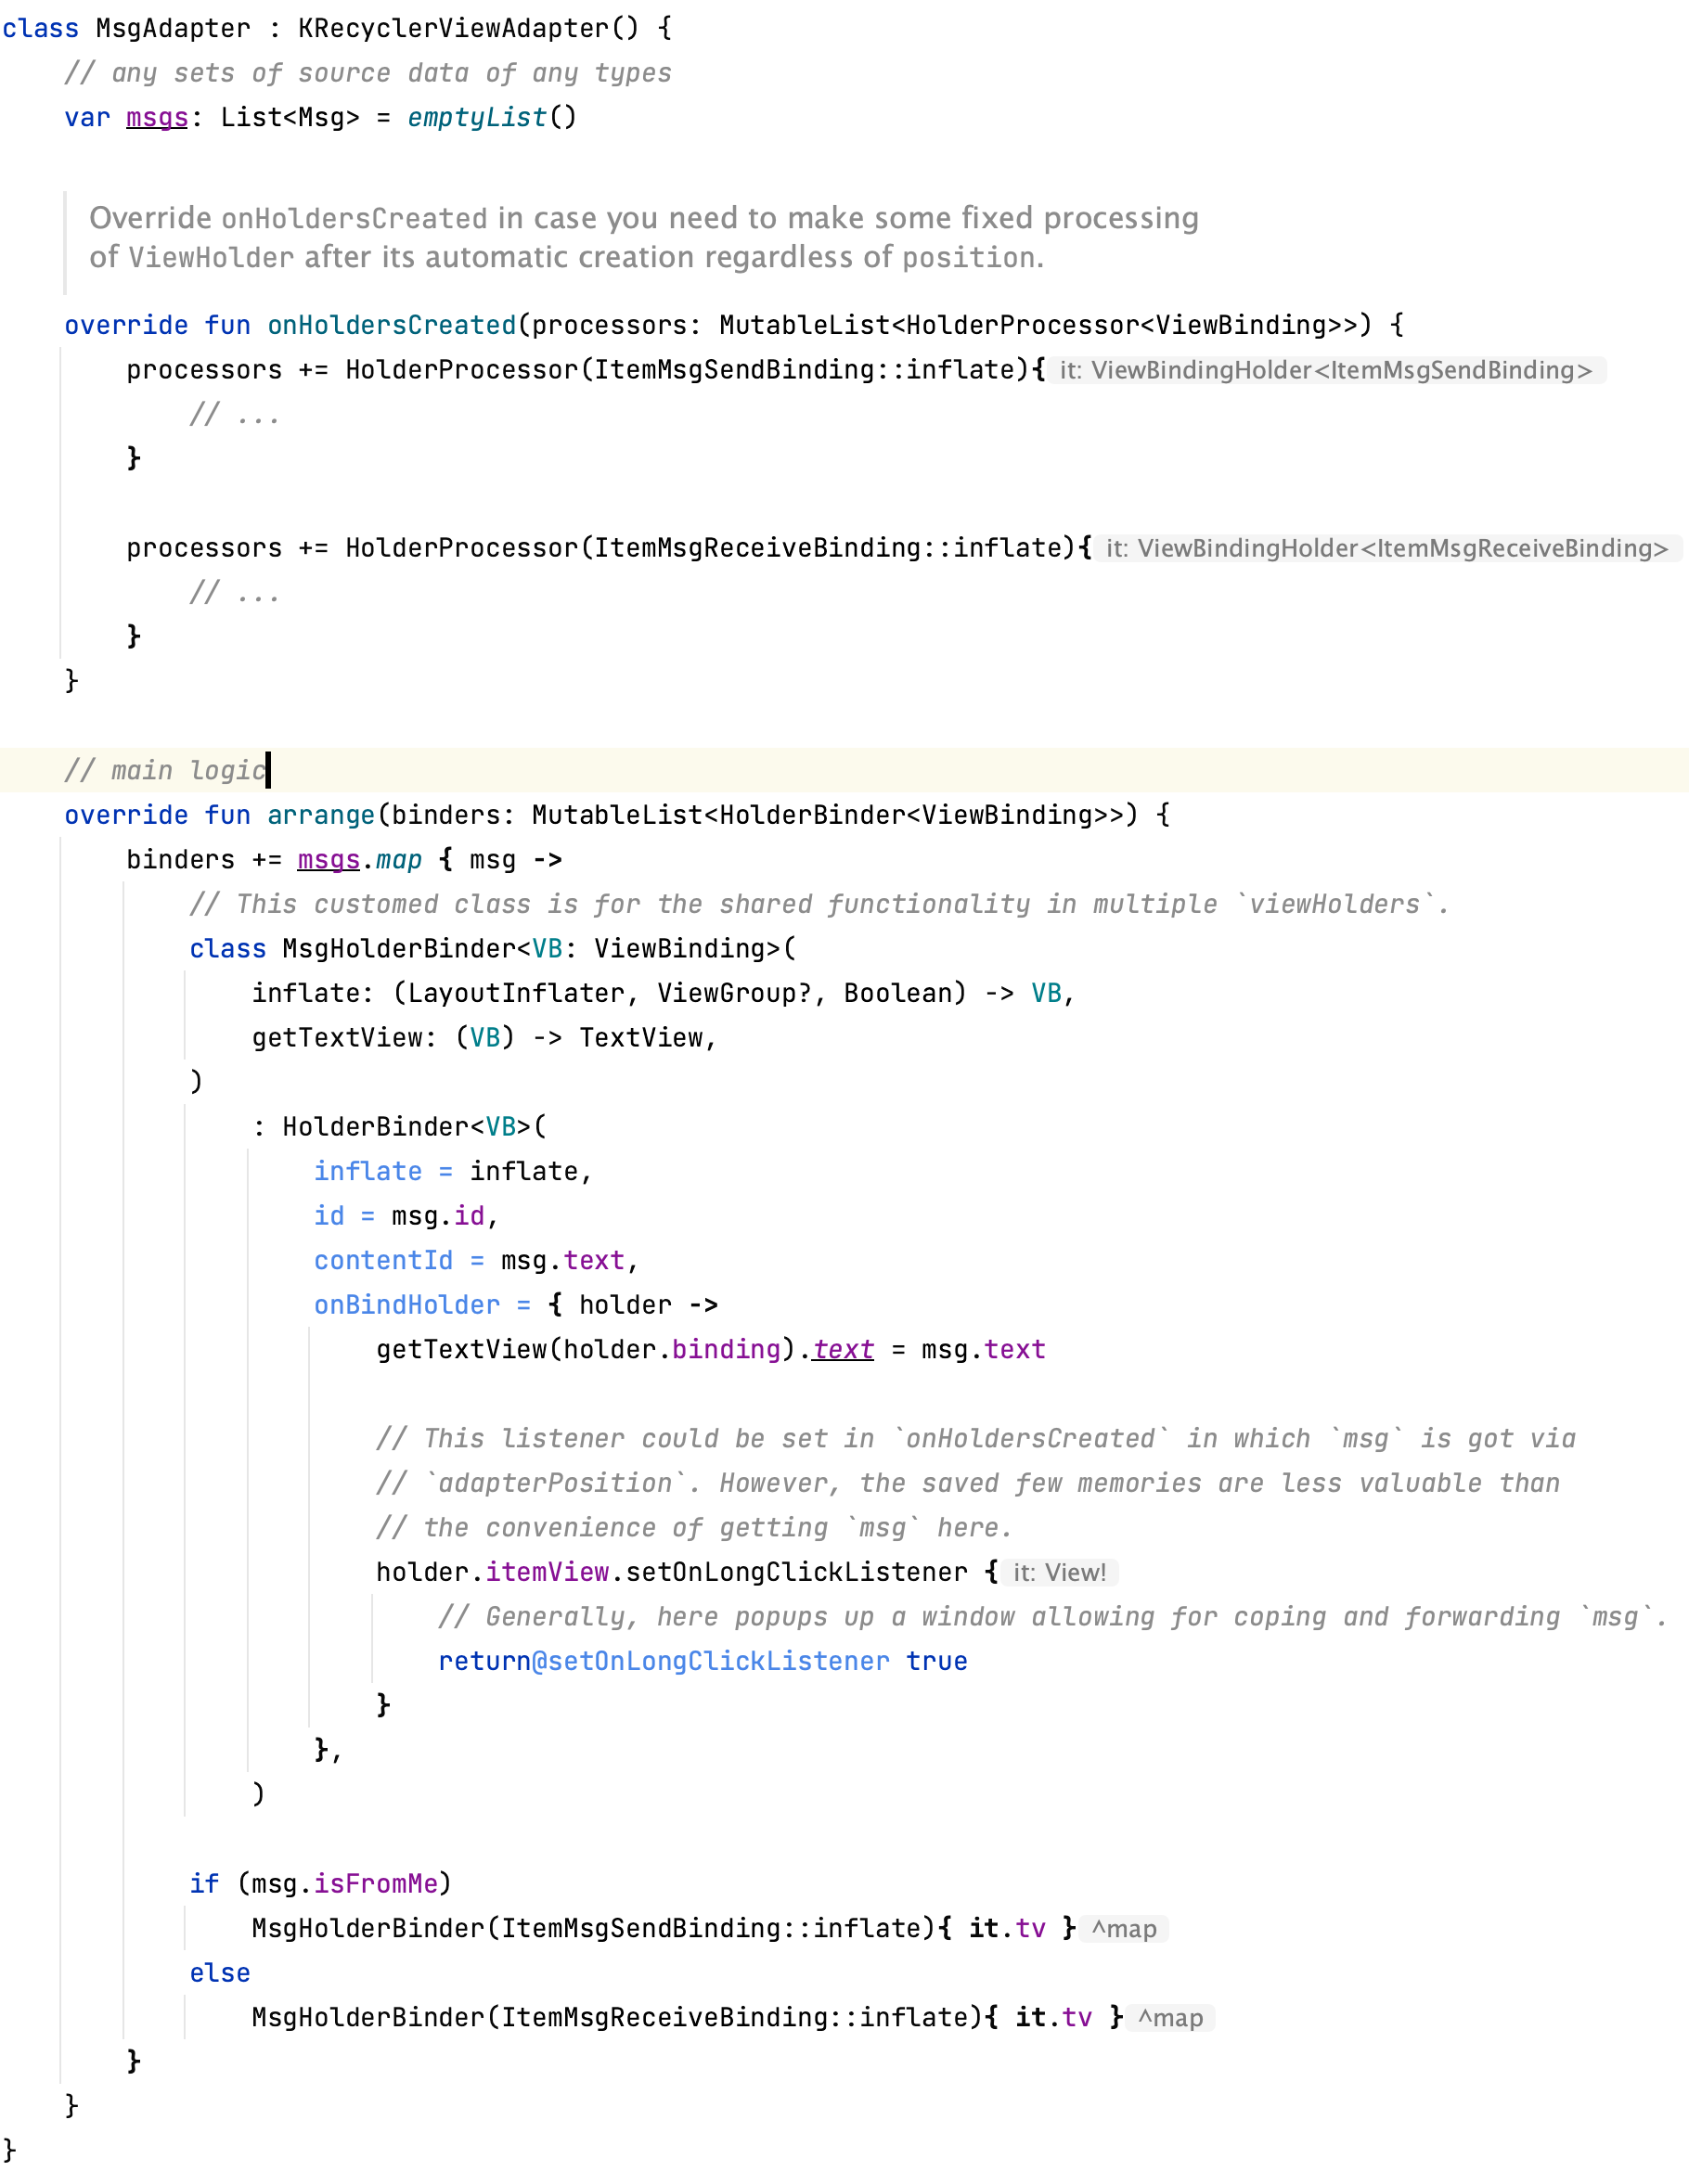 class MsgAdapter : KRecyclerViewAdapter() {
    // any sets of source data of any types
    var msgs: List<Msg> = emptyList()
    Override onHoldersCreated in case you need to make some fixed processing
    of ViewHolder after its automatic creation regardless of position.
    override fun onHoldersCreated(processors: MutableList<HolderProcessor<ViewBinding>>) {
        processors += HolderProcessor(ItemMsgSendBinding::inflate){ it: ViewBindingHolder<ItemMsgSendBinding>
            // ...
        }
        processors += HolderProcessor(ItemMsgReceiveBinding::inflate){ it: ViewBindingHolder<ItemMsgReceiveBinding>
            // ...
        }
    }
    // main logic
    override fun arrange(binders: MutableList<HolderBinder<ViewBinding>>) {
        binders += msgs.map { msg ->
            // This customed class is for the shared functionality in multiple `viewHolders`.
            class MsgHolderBinder<VB: ViewBinding>(
                inflate: (LayoutInflater, ViewGroup?, Boolean) -> VB,
                getTextView: (VB) -> TextView,
            )
                : HolderBinder<VB>(
                    inflate = inflate,
                    id = msg.id,
                    contentId = msg.text,
                    onBindHolder = { holder ->
                        getTextView(holder.binding).text = msg.text
                        // This listener could be set in `onHoldersCreated` in which `msg` is got via
                        // `adapterPosition`. However, the saved few memories are less valuable than
                        // the convenience of getting `msg` here.
                        holder.itemView.setOnLongClickListener { it: View!
                            // Generally, here popups up a window allowing for coping and forwarding `msg`.
                            return@setOnLongClickListener true
                        }
                    },
                )
            if (msg.isFromMe)
                MsgHolderBinder(ItemMsgSendBinding::inflate){ it.tv } ^map
            else
                MsgHolderBinder(ItemMsgReceiveBinding::inflate){ it.tv } ^map
        }
    }
}